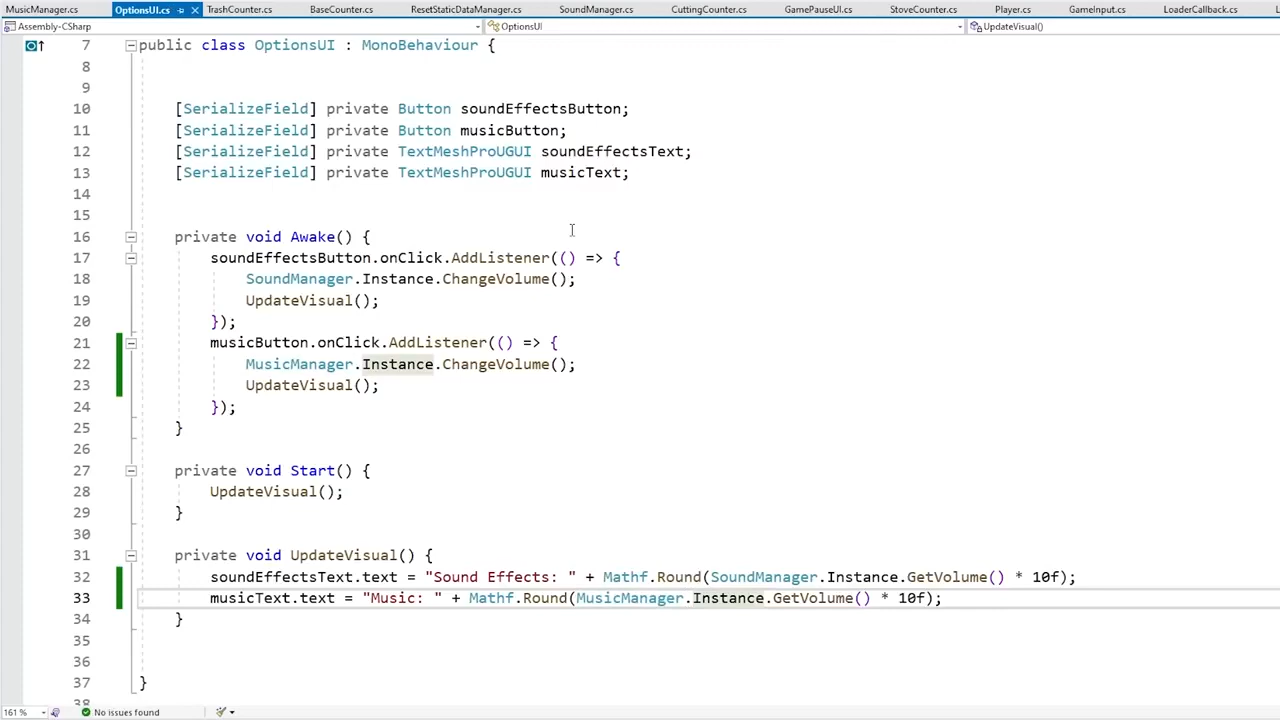 MusicManager.cs OptionsUI.cs TrashCounter.cs BaseCounter.cs ResetStaticDataManager.cs SoundManager.cs CuttingCounter.cs GamePauseUI.cs StoveCounter.cs Player.cs GameInput.cs LoaderCallback.cs
Assembly-CSharp OptionsUI UpdateVisual()
7 public class OptionsUI : MonoBehaviour {
8
9
10 [SerializeField] private Button soundEffectsButton;
11 [SerializeField] private Button musicButton;
12 [SerializeField] private TextMeshProUGUI soundEffectsText;
13 [SerializeField] private TextMeshProUGUI musicText;
14
15
16 private void Awake() {
17 soundEffectsButton.onClick.AddListener(() => {
18 SoundManager.Instance.ChangeVolume();
19 UpdateVisual();
20 });
21 musicButton.onClick.AddListener(() => {
22 MusicManager.Instance.ChangeVolume();
23 UpdateVisual();
24 });
25 }
26
27 private void Start() {
28 UpdateVisual();
29 }
30
31 private void UpdateVisual() {
32 soundEffectsText.text = "Sound Effects: " + Mathf.Round(SoundManager.Instance.GetVolume() * 10f);
33 musicText.text = "Music: " + Mathf.Round(MusicManager.Instance.GetVolume() * 10f);
34 }
35
36
37 }
38
161 % No issues found